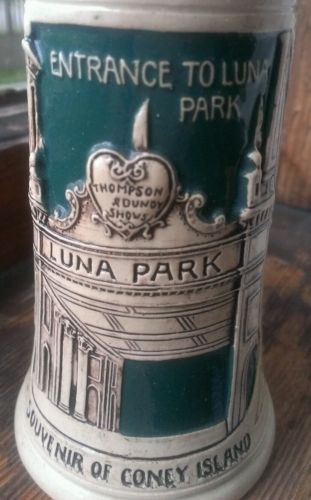 ENTRANCE TO LUNA
PARK
THOMPSON
& DUNDY
SHOWS
LUNA PARK
SOUVENIR OF CONEY ISLAND